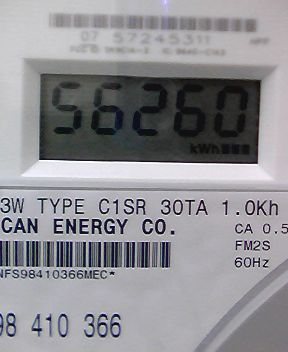 07 57245311
56260
kWh
3W TYPE C1SR 30TA 1.0Kh
CAN ENERGY CO.
CA 0.5
FM2S
60Hz
NFS98410366MEC*
98 410 366